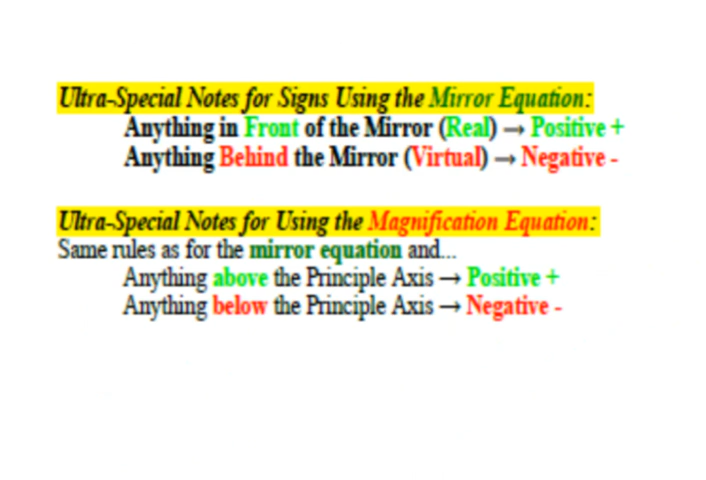 Ultra-Special Notes for Signs Using the Mirror Equation:
Anything in Front of the Mirror (Real) → Positive +
Anything Behind the Mirror (Virtual) → Negative -
Ultra-Special Notes for Using the Magnification Equation:
Same rules as for the mirror equation and...
Anything above the Principle Axis → Positive +
Anything below the Principle Axis → Negative -